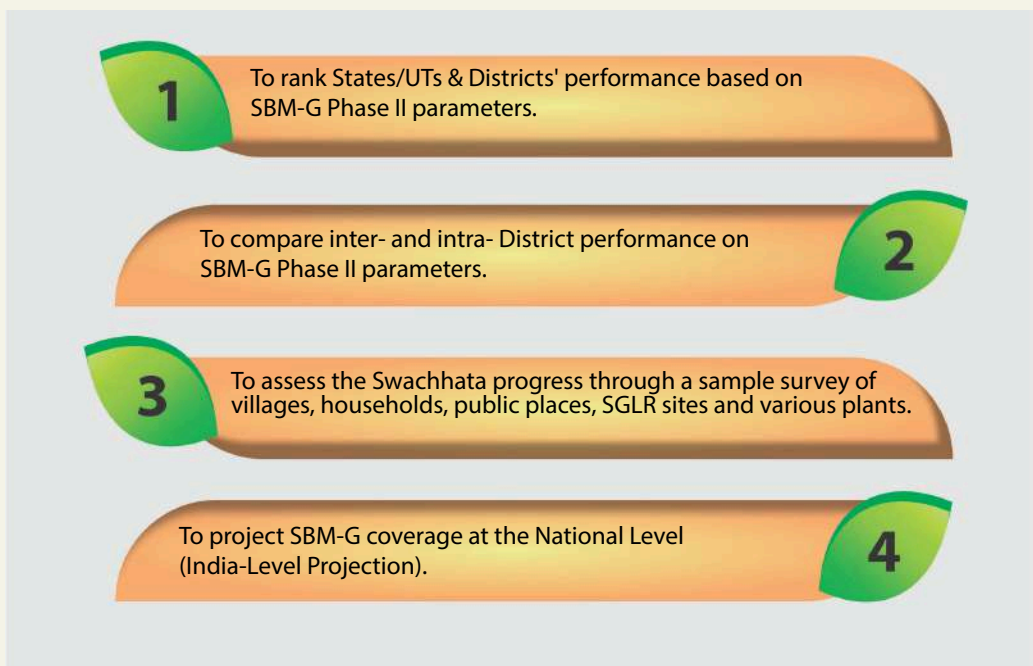 1
To rank States/UTs & Districts' performance based on
SBM-G Phase II parameters.
To compare inter- and intra- District performance on
SBM-G Phase II parameters.
2
3
To assess the Swachhata progress through a sample survey of
villages, households, public places, SGLR sites and various plants.
To project SBM-G coverage at the National Level
(India-Level Projection).
4